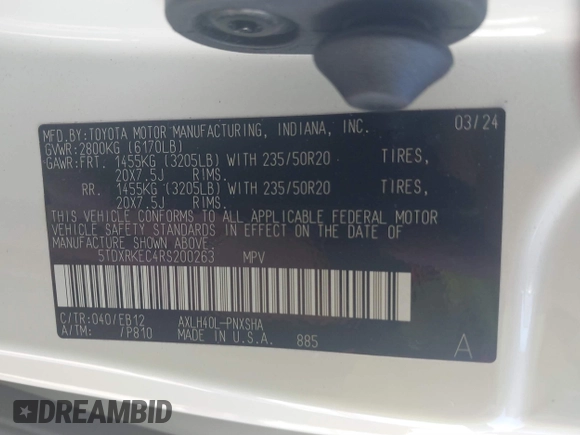 MFD.BY:TOYOTA MOTOR MANUFACTURING, INDIANA, INC. 03/24
GVWR:2800KG (6170LB)
GAWR:FRT. 1455KG (3205LB) WITH 235/50R20 TIRES,
20X7.5J RIMS.
RR. 1455KG (3205LB) WITH 235/50R20 TIRES,
20X7.5J RIMS.
THIS VEHICLE CONFORMS TO ALL APPLICABLE FEDERAL MOTOR
VEHICLE SAFETY STANDARDS IN EFFECT ON THE DATE OF
MANUFACTURE SHOWN ABOVE.
5TDXRKEC4RS200263 MPV
C/TR:040/EB12 AXLH40L-PNXSHA
A/TM: /P810 MADE IN U.S.A. 885 A
DREAMBID